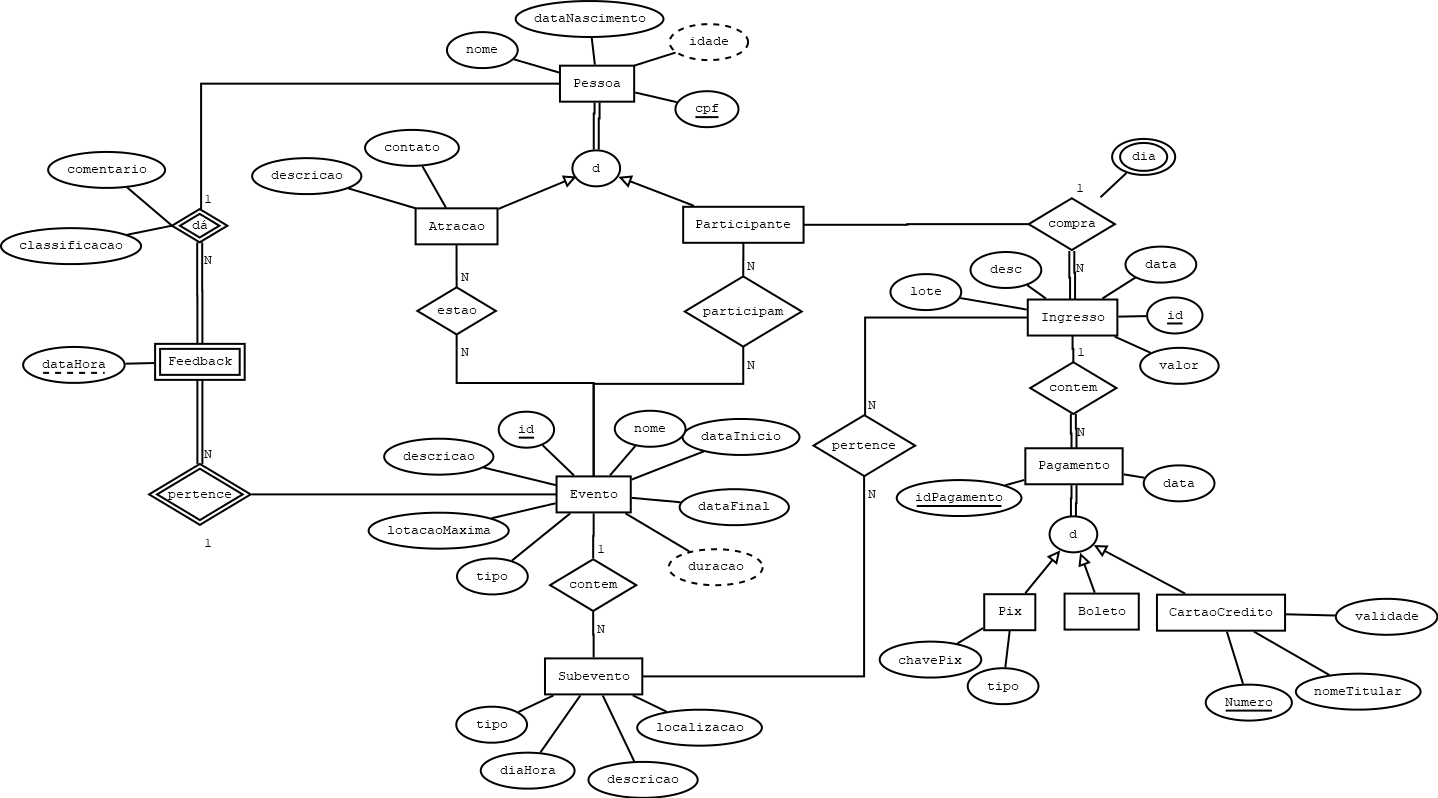 dataNascimento
idade
nome
Pessoa
cpf
contato
comentario
descricao
d
dia
1
1
dá
Atracao
Participante
compra
classificacao
N
N
N
N
desc
data
lote
estao
participam
Ingresso
id
N
1
dataHora
Feedback
N
valor
contem
N
id
nome
dataInicio
N
descricao
pertence
N
Pagamento
pertence
Evento
N
idPagamento
data
dataFinal
lotacaoMaxima
d
1
1
tipo
contem
duracao
Pix
Boleto
CartaoCredito
validade
N
chavePix
Subevento
tipo
nomeTitular
Numero
tipo
localizacao
diaHora
descricao